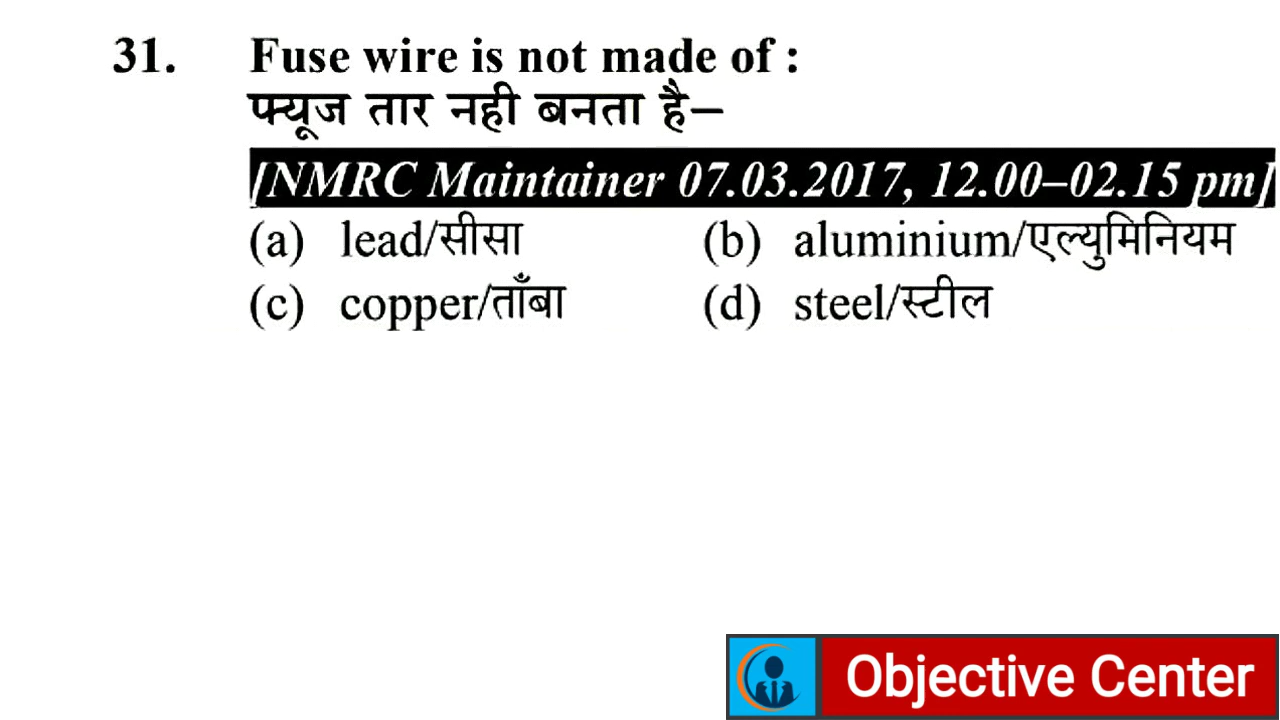 31. Fuse wire is not made of :
फ्यूज तार नही बनता है–
[NMRC Maintainer 07.03.2017, 12.00–02.15 pm]
(a) lead/सीसा (b) aluminium/एल्युमिनियम
(c) copper/ताँबा (d) steel/स्टील
Objective Center